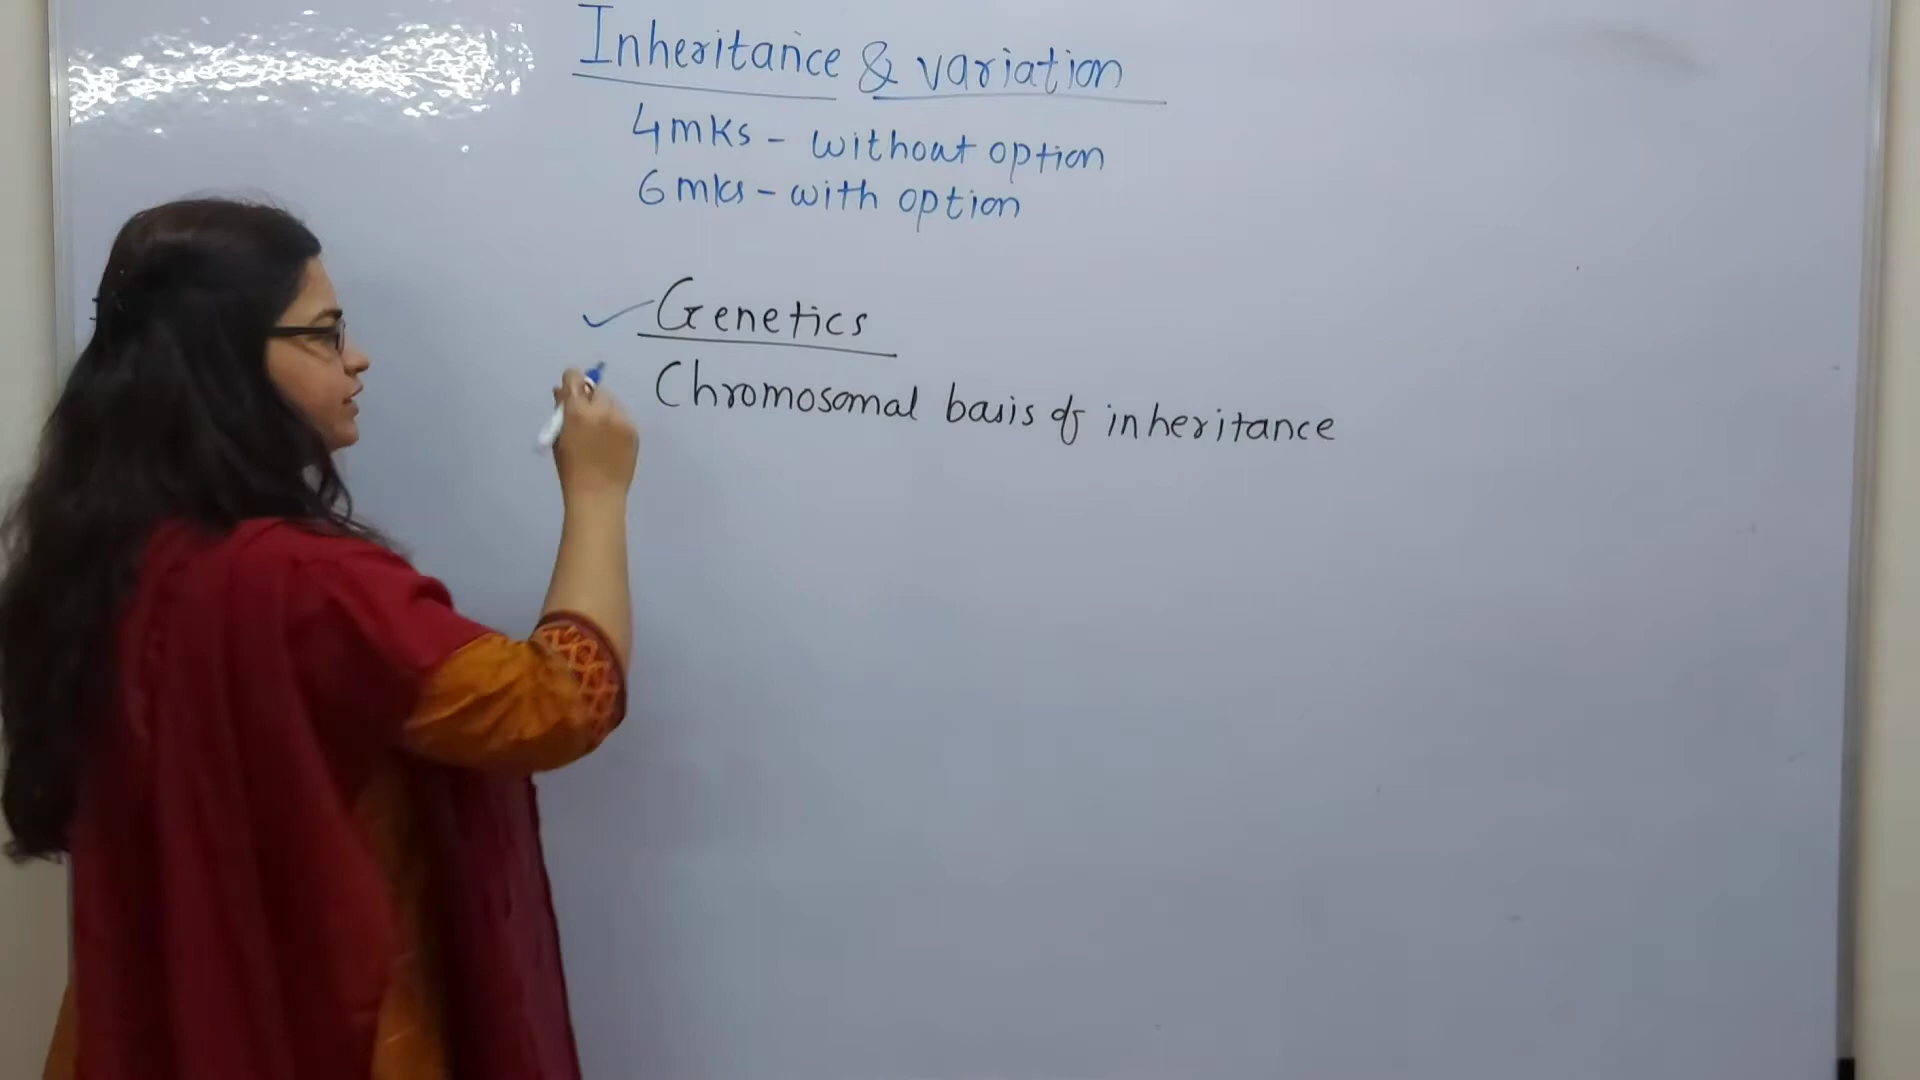 Inheritance & variation
4mks - without option
6mks - with option
Genetics
Chromosomal basis of inheritance